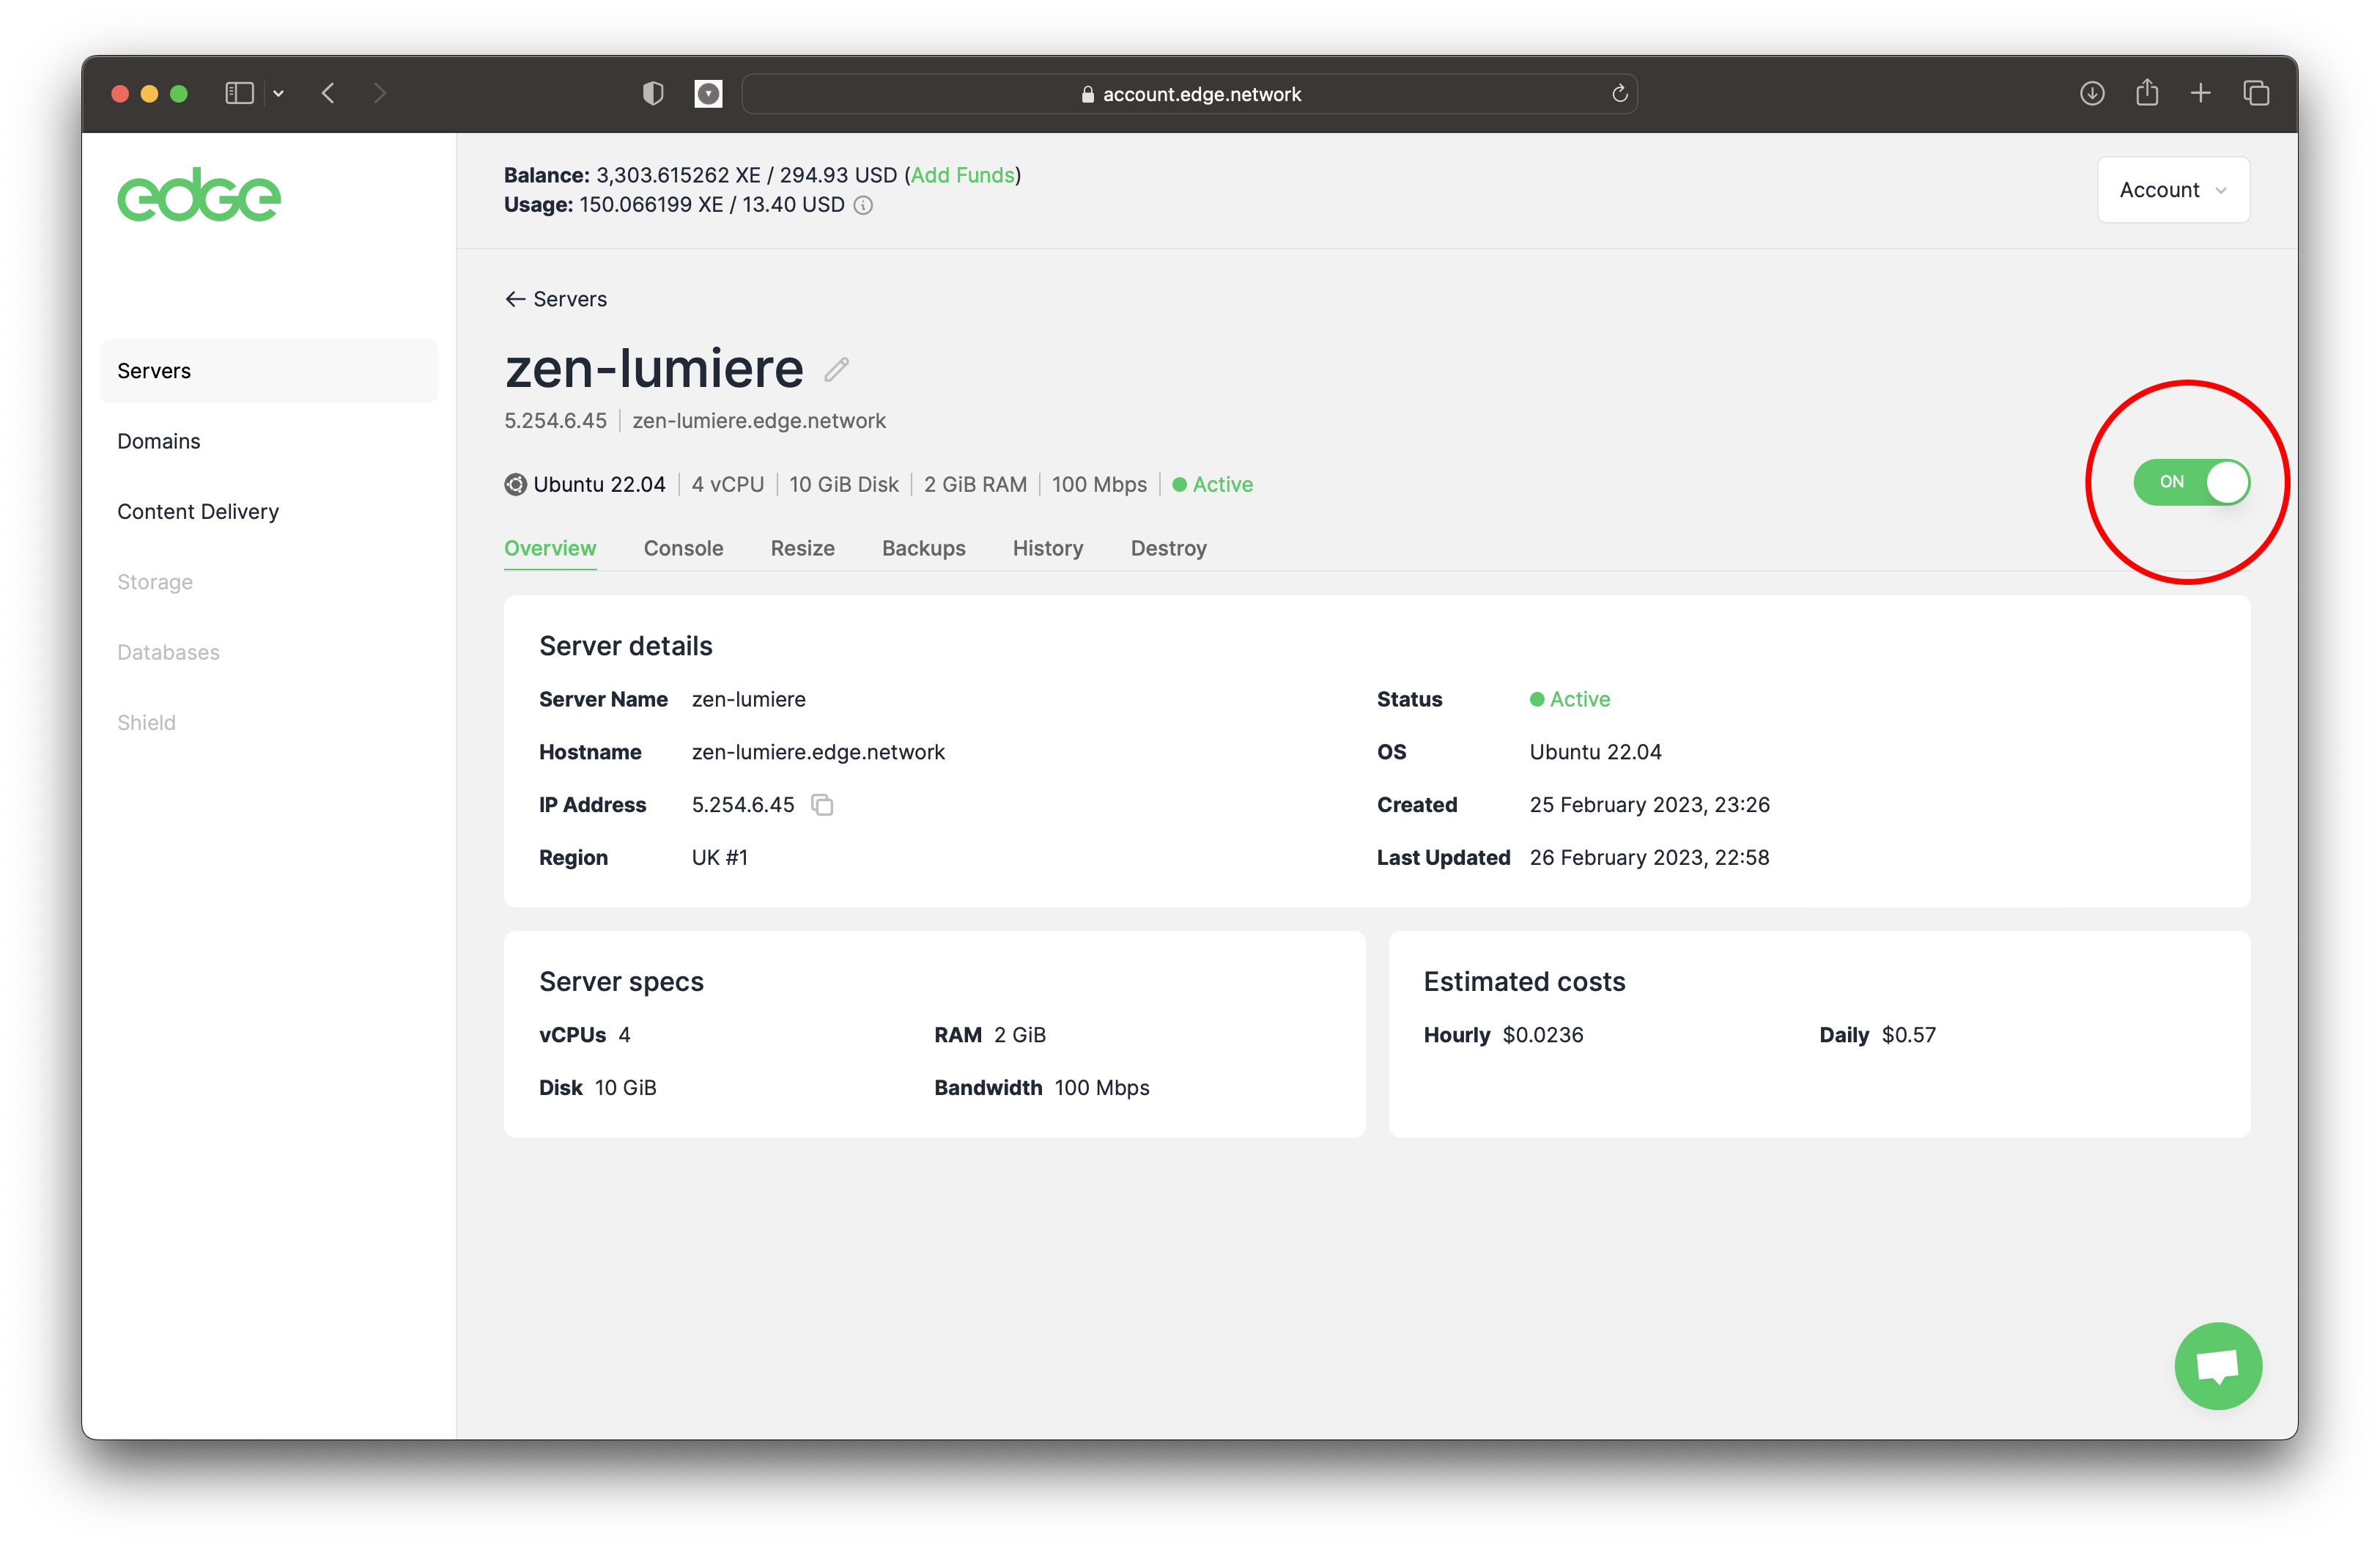 account.edge.network
edge
Balance: 3,303.615262 XE / 294.93 USD (Add Funds)
Usage: 150.066199 XE / 13.40 USD
Account
Servers
Domains
Content Delivery
Storage
Databases
Shield
← Servers
zen-lumiere
5.254.6.45 | zen-lumiere.edge.network
Ubuntu 22.04 | 4 vCPU | 10 GiB Disk | 2 GiB RAM | 100 Mbps | Active
ON
Overview Console Resize Backups History Destroy
Server details
Server Name zen-lumiere
Hostname zen-lumiere.edge.network
IP Address 5.254.6.45
Region UK #1
Status Active
OS Ubuntu 22.04
Created 25 February 2023, 23:26
Last Updated 26 February 2023, 22:58
Server specs
vCPUs 4
RAM 2 GiB
Disk 10 GiB
Bandwidth 100 Mbps
Estimated costs
Hourly $0.0236
Daily $0.57